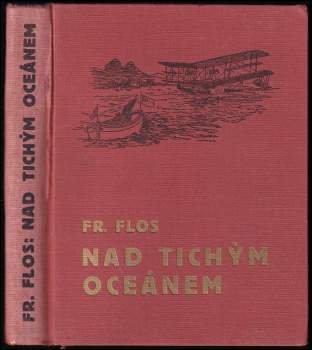 FR. FLOS: NAD TICHÝM OCEÁNEM
FR. FLOS
NAD TICHÝM
OCEÁNEM